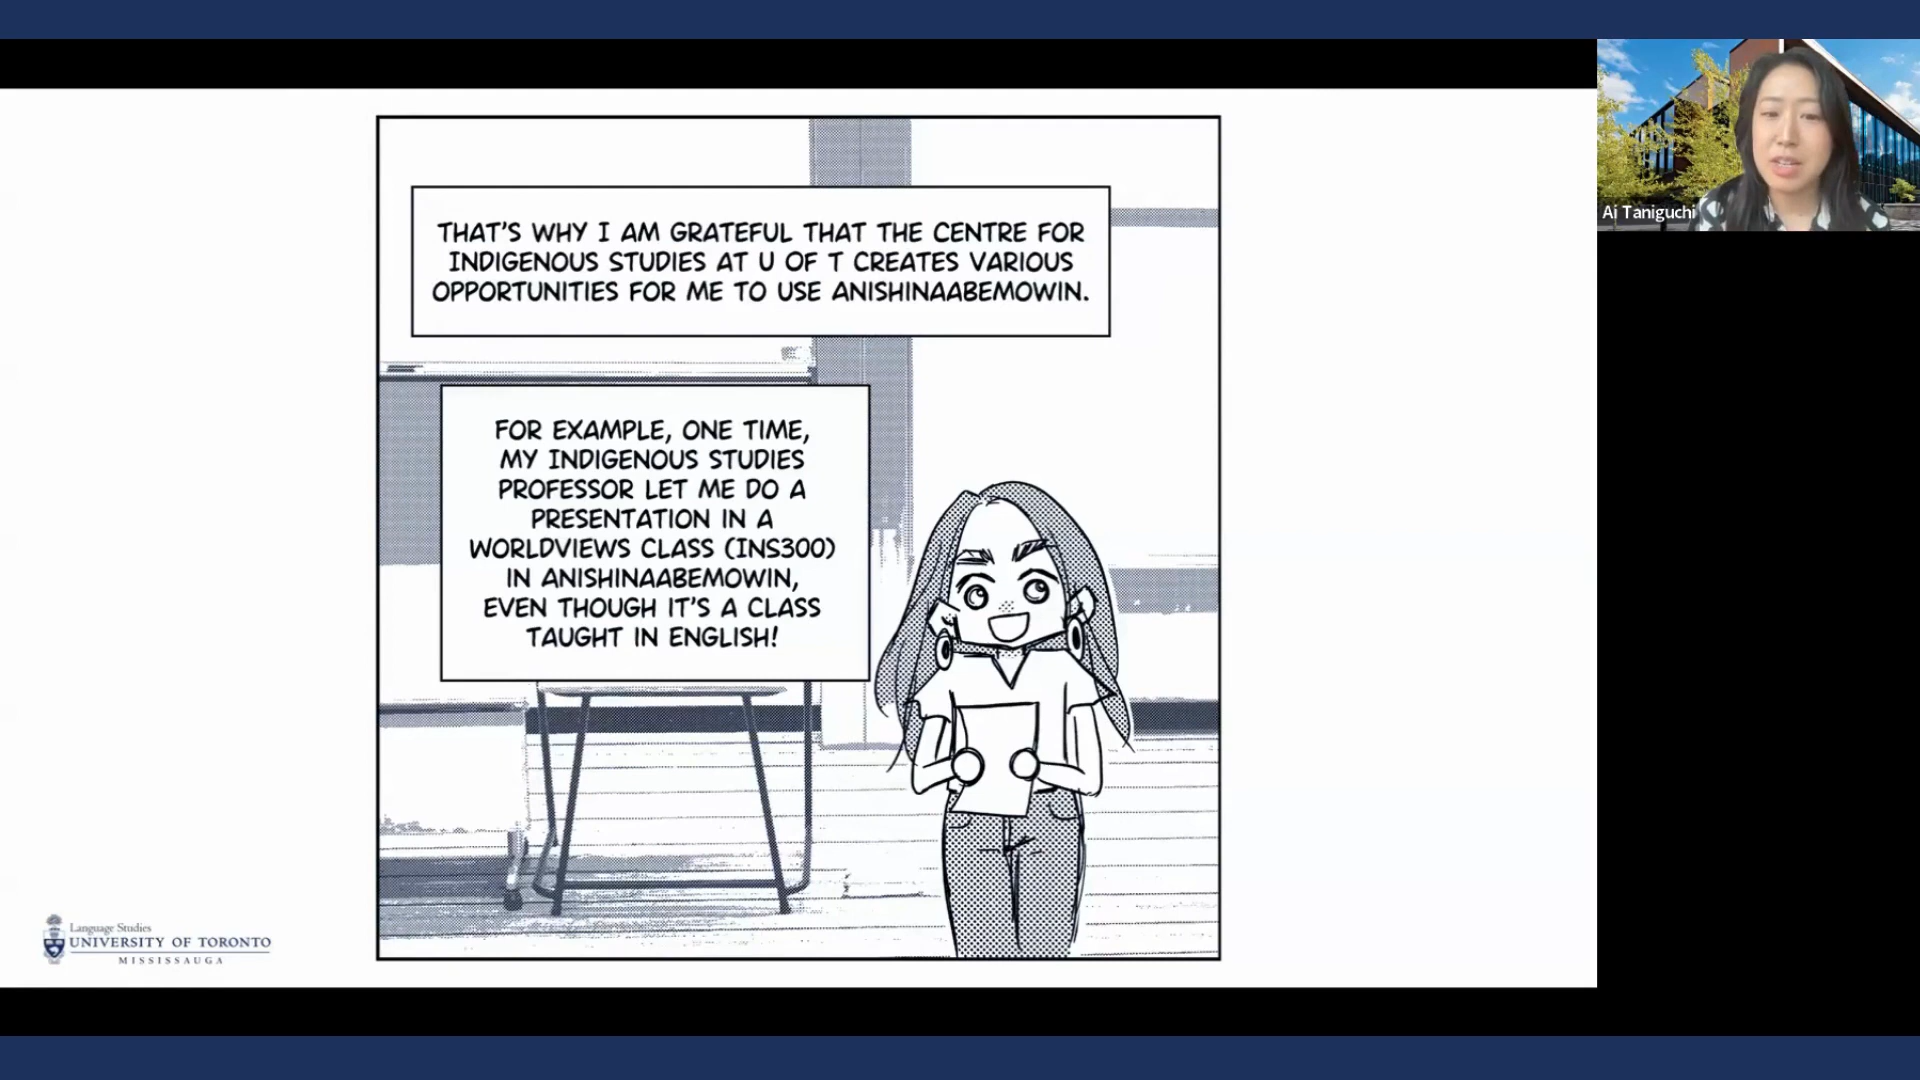 THAT'S WHY I AM GRATEFUL THAT THE CENTRE FOR
INDIGENOUS STUDIES AT U OF T CREATES VARIOUS
OPPORTUNITIES FOR ME TO USE ANISHINAABEMOWIN.
FOR EXAMPLE, ONE TIME,
MY INDIGENOUS STUDIES
PROFESSOR LET ME DO A
PRESENTATION IN A
WORLDVIEWS CLASS (INS300)
IN ANISHINAABEMOWIN,
EVEN THOUGH IT'S A CLASS
TAUGHT IN ENGLISH!
Ai Taniguchi
Language Studies
UNIVERSITY OF TORONTO
MISSISSAUGA